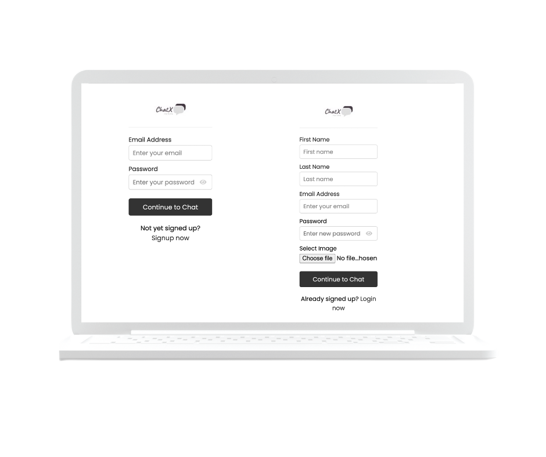 ChatX
Email Address
Enter your email
Password
Enter your password
Continue to Chat
Not yet signed up?
Signup now
ChatX
First Name
First name
Last Name
Last name
Email Address
Enter your email
Password
Enter new password
Select Image
Choose file No file...hosen
Continue to Chat
Already signed up? Login
now